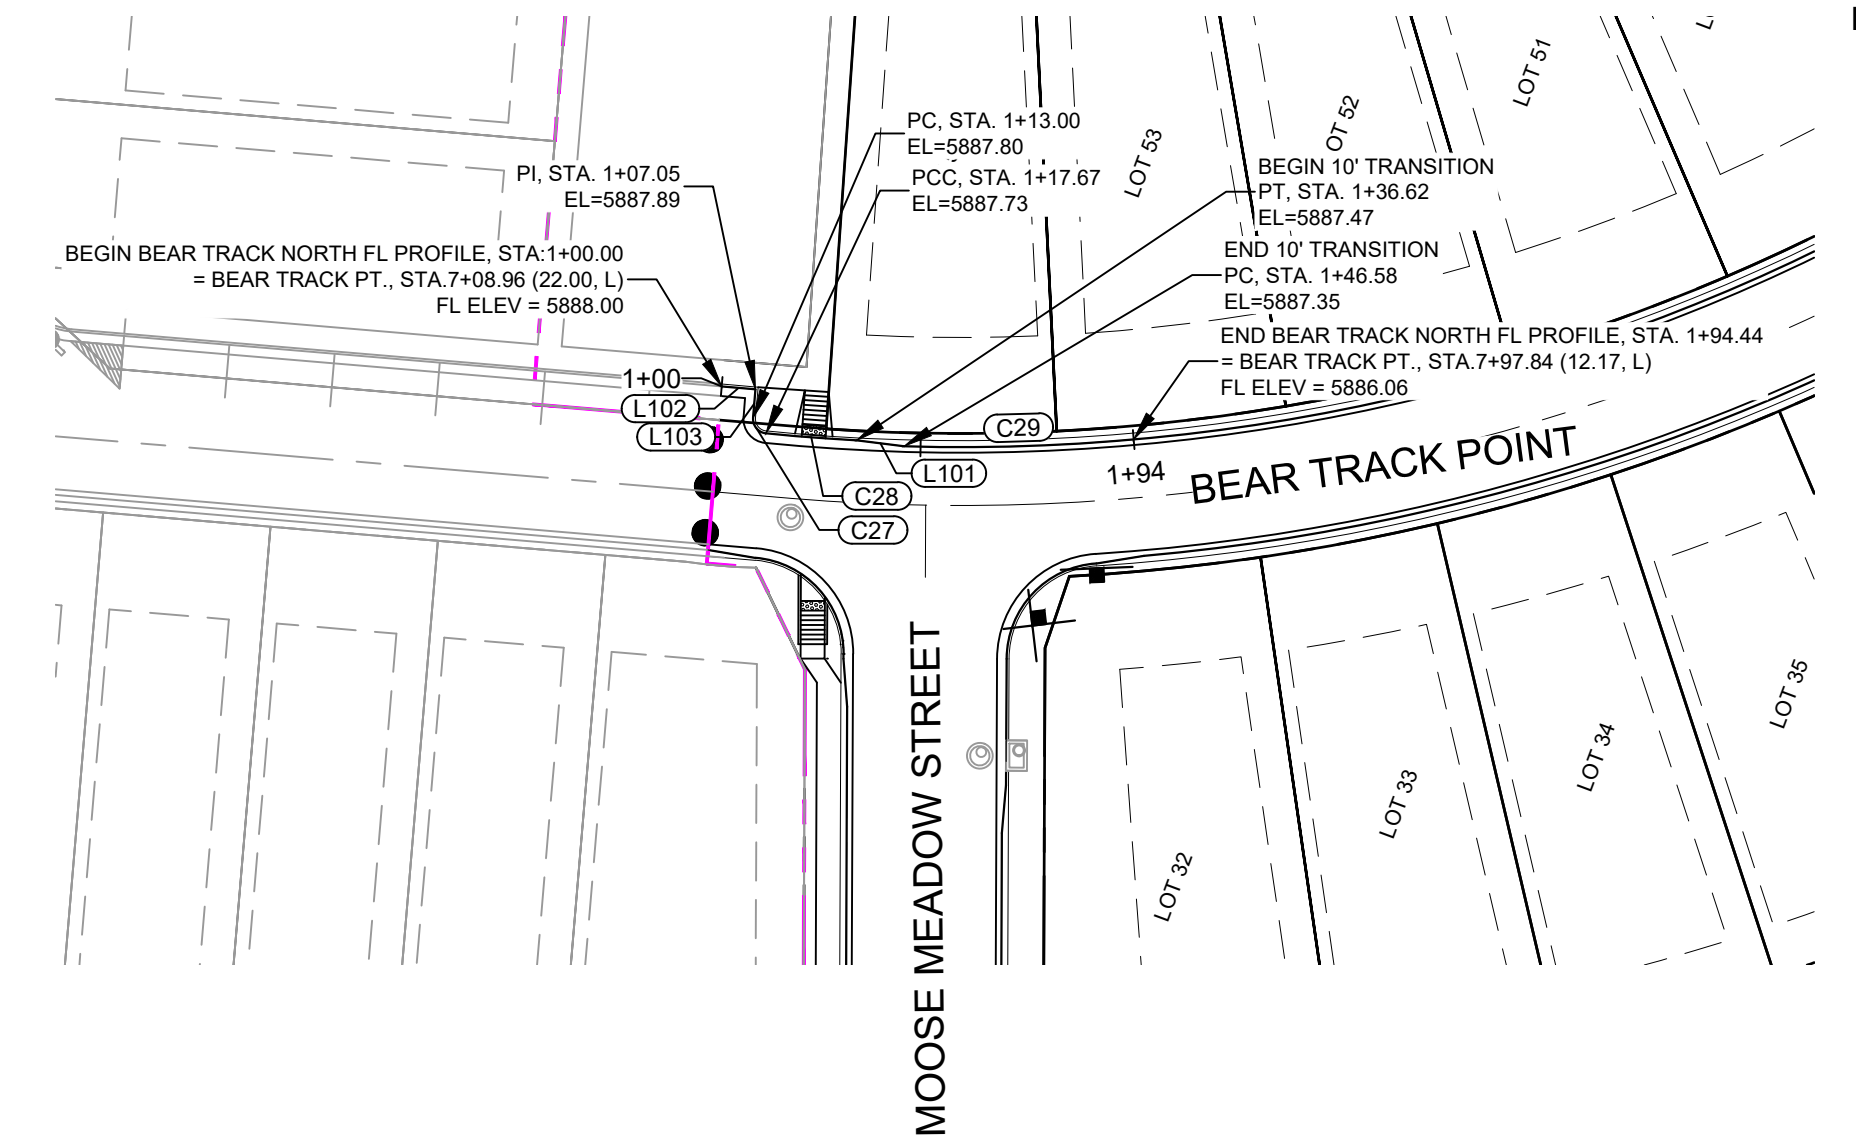 PC, STA. 1+13.00
EL=5887.80
PI, STA. 1+07.05
EL=5887.89
PCC, STA. 1+17.67
EL=5887.73
BEGIN 10' TRANSITION
PT, STA. 1+36.62
EL=5887.47
BEGIN BEAR TRACK NORTH FL PROFILE, STA:1+00.00
= BEAR TRACK PT., STA.7+08.96 (22.00, L)
FL ELEV = 5888.00
END 10' TRANSITION
PC, STA. 1+46.58
EL=5887.35
END BEAR TRACK NORTH FL PROFILE, STA. 1+94.44
= BEAR TRACK PT., STA.7+97.84 (12.17, L)
FL ELEV = 5886.06
LOT 53
OT 52
LOT 51
1+00
L102
L103
C29
L101
C28
C27
1+94
BEAR TRACK POINT
MOOSE MEADOW STREET
LOT 32
LOT 33
LOT 34
LOT 35